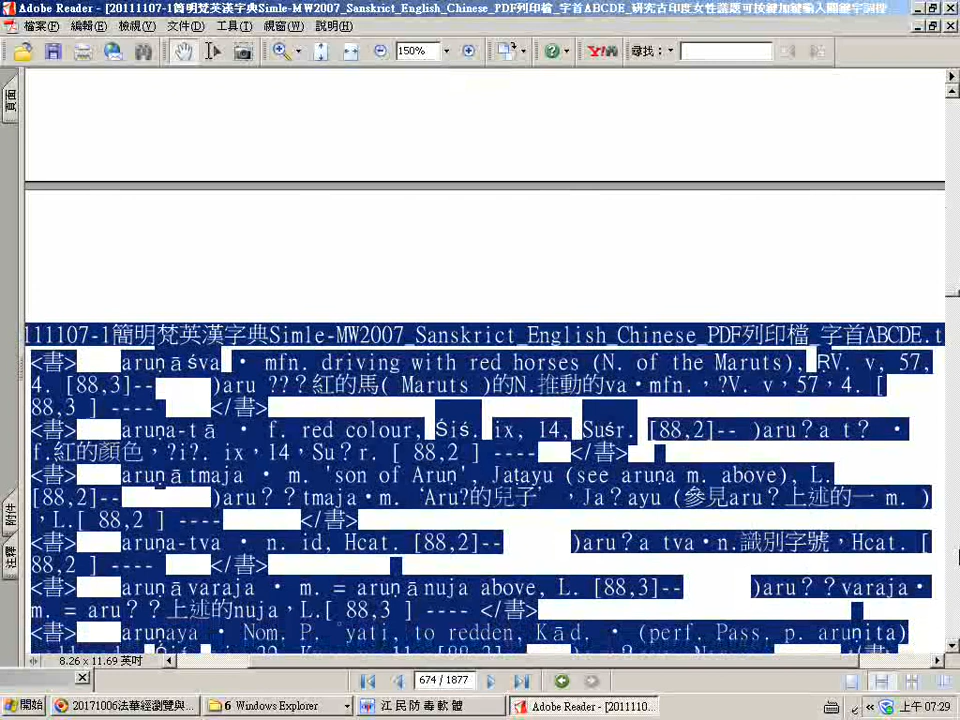 Adobe Reader - [20111107-1簡明梵英漢字典Simle-MW2007_Sanskrict_English_Chinese_PDF列印檔_字首ABCDE_研究古印度女性議題可按鍵加鍵輸入關鍵字詞搜
檔案(F) 編輯(E) 檢視(V) 文件(D) 工具(T) 視窗(W) 說明(H)
150% Y! 尋找:
頁面
附件
注釋
111107-1簡明梵英漢字典Simle-MW2007_Sanskrict_English_Chinese_PDF列印檔_字首ABCDE.t
<書> aruṇāśva • mfn. driving with red horses (N. of the Maruts), RV. v, 57,
4. [88,3]-- )aru ???紅的馬( Maruts )的N.推動的va•mfn.，?V. v，57，4. [
88,3 ] ---- </書>
<書> aruṇa-tā • f. red colour, Śiś. ix, 14, Suśr. [88,2]-- )aru？a t？ •
f.紅的顏色，?i?. ix，14，Su？r. [ 88,2 ] ---- </書>
<書> aruṇātmaja • m. 'son of Aruṇ', Jaṭayu (see aruṇa m. above), L.
[88,2]-- )aru？？tmaja•m.‘Aru?的兒子’，Ja？ayu (參見aru？上述的一 m. )
，L.[ 88,2 ] ---- </書>
<書> aruṇa-tva • n. id, Hcat. [88,2]-- )aru？a tva•n.識別字號，Hcat. [
88,2 ] ---- </書>
<書> aruṇāvaraja • m. = aruṇānuja above, L. [88,3]-- )aru？？varaja•
m. = aru？？上述的nuja，L.[ 88,3 ] ---- </書>
<書> aruṇaya • Nom. P. °yati, to redden, Kād. • (perf. Pass. p. aruṇita)
8.26 x 11.69 英吋
674 / 1877
開始 20171006法華經瀏覽與... 6 Windows Explorer 江民防毒軟體 Adobe Reader - [2011110... 上午 07:29